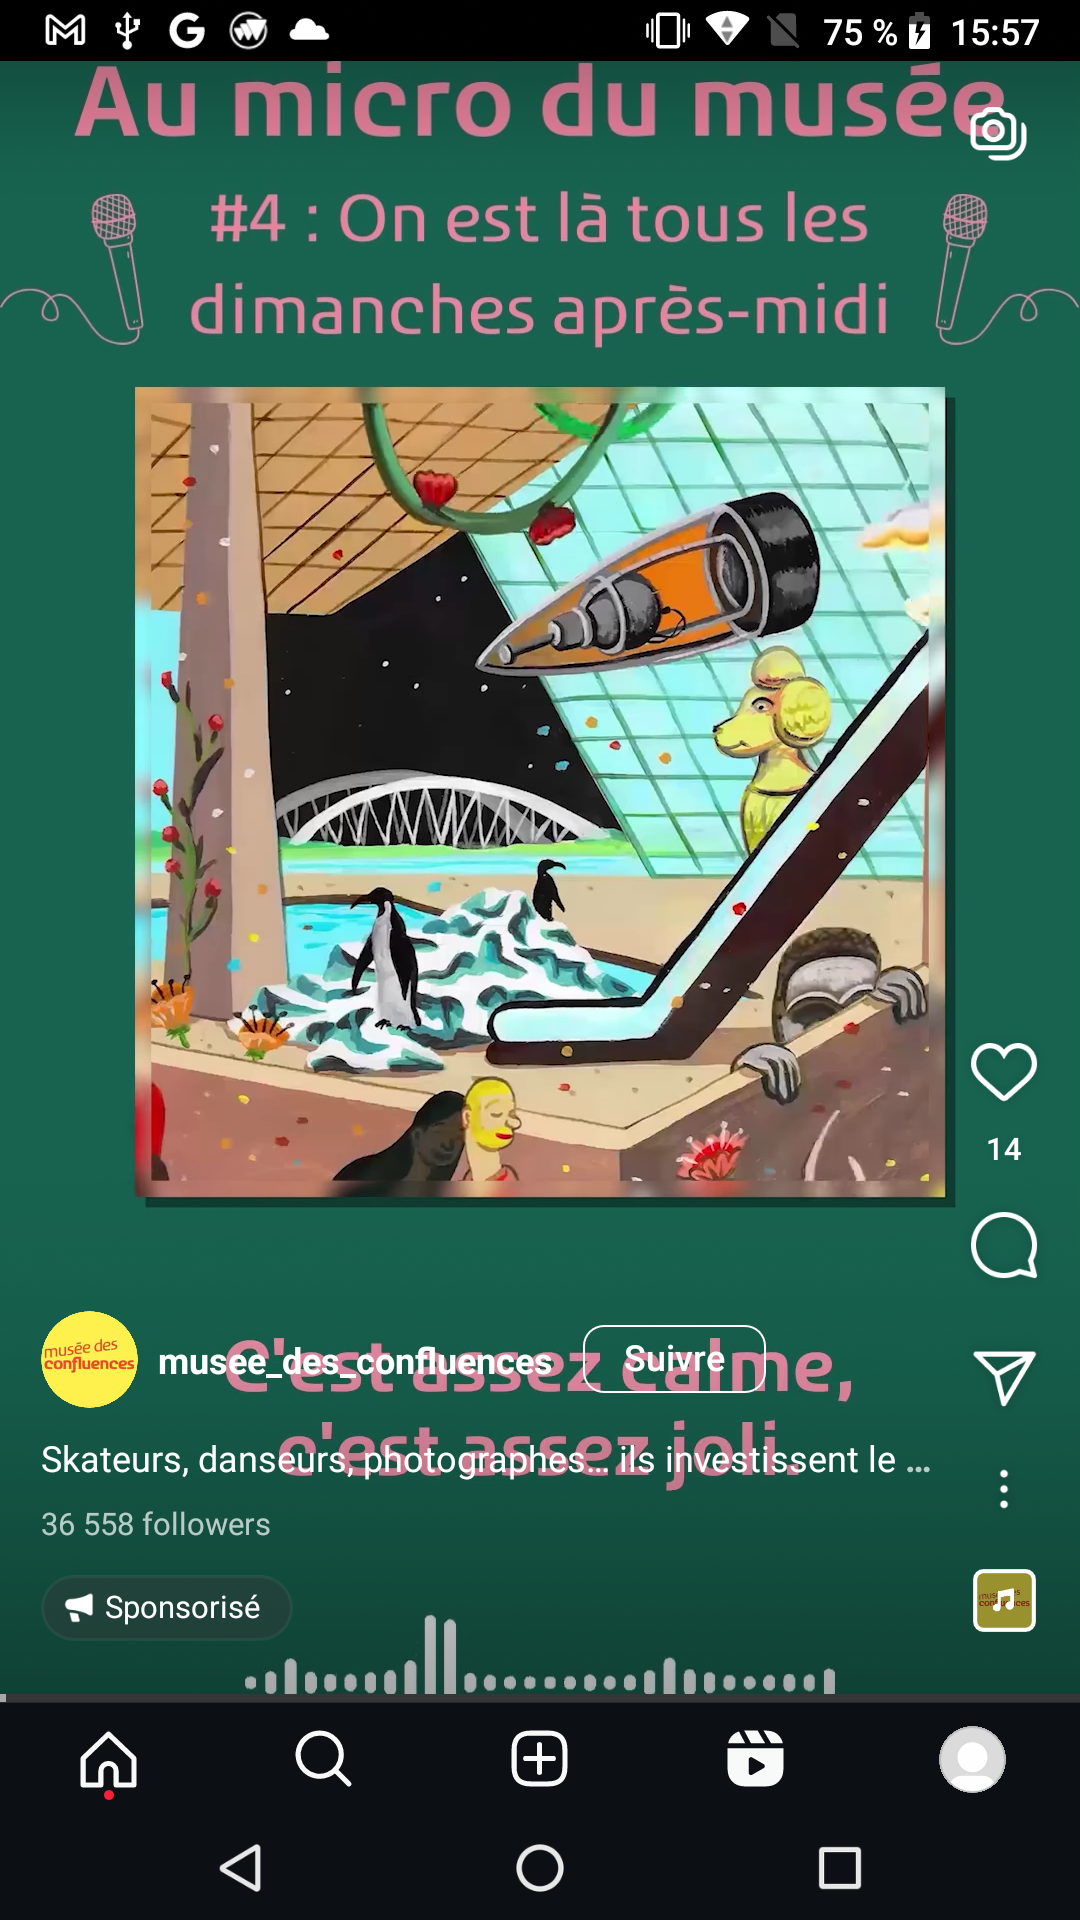 75 %
15:57
Au micro du musée
#4 : On est là tous les
dimanches après-midi
14
musée des
confluences
musee_des_confluences
Suivre
C'est assez calme,
c'est assez joli.
Skateurs, danseurs, photographes... ils investissent le ...
36 558 followers
Sponsorisé